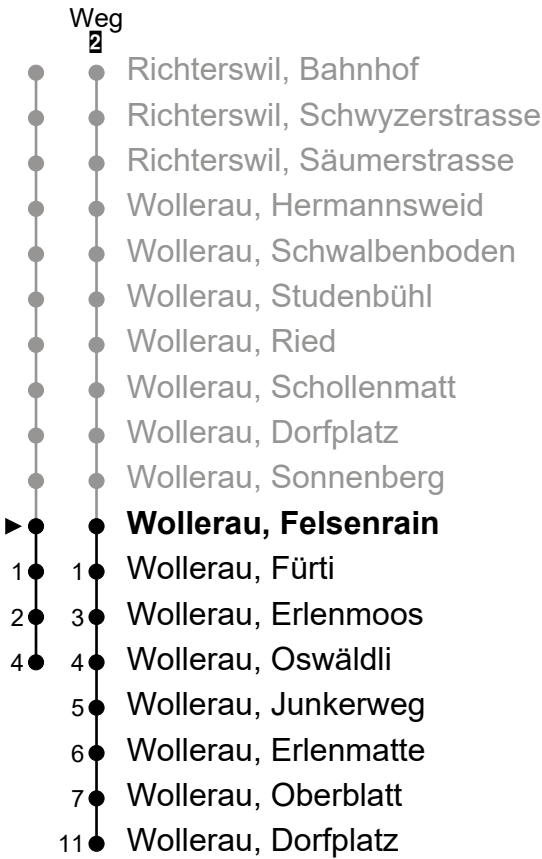 Weg
2
Richterswil, Bahnhof
Richterswil, Schwyzerstrasse
Richterswil, Säumerstrasse
Wollerau, Hermannsweid
Wollerau, Schwalbenboden
Wollerau, Studenbühl
Wollerau, Ried
Wollerau, Schollenmatt
Wollerau, Dorfplatz
Wollerau, Sonnenberg
Wollerau, Felsenrain
1 1 Wollerau, Fürti
2 3 Wollerau, Erlenmoos
4 4 Wollerau, Oswäldli
5 Wollerau, Junkerweg
6 Wollerau, Erlenmatte
7 Wollerau, Oberblatt
11 Wollerau, Dorfplatz